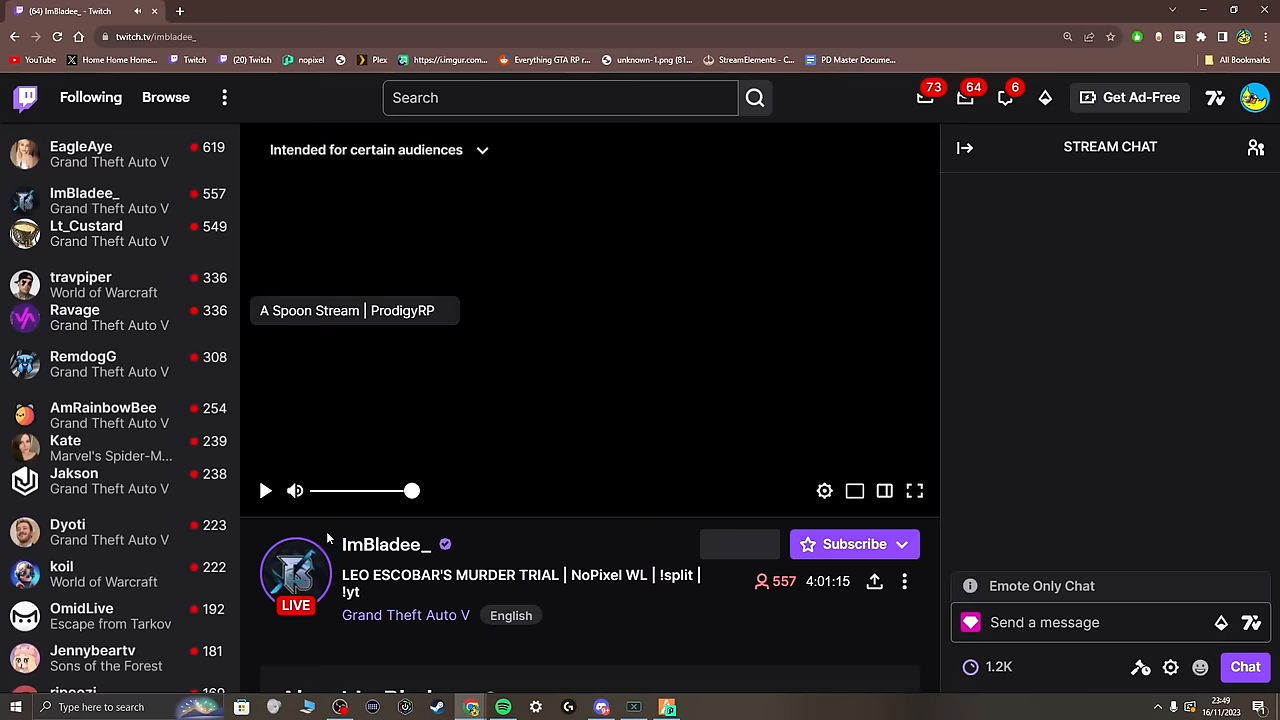 (64) ImBladee_ - Twitch
twitch.tv/imbladee_
YouTube
Home Home Home...
Twitch
(20) Twitch
nopixel
Plex
https://i.imgur.com...
Everything GTA RP r...
unknown-1.png (81...
StreamElements - C...
PD Master Docume...
All Bookmarks
Following
Browse
Search
73
64
6
Get Ad-Free
EagleAye
619
Grand Theft Auto V
ImBladee_
557
Grand Theft Auto V
Lt_Custard
549
Grand Theft Auto V
travpiper
336
World of Warcraft
Ravage
336
Grand Theft Auto V
RemdogG
308
Grand Theft Auto V
AmRainbowBee
254
Grand Theft Auto V
Kate
239
Marvel's Spider-M...
Jakson
238
Grand Theft Auto V
Dyoti
223
Grand Theft Auto V
koil
222
World of Warcraft
OmidLive
192
Escape from Tarkov
Jennybeartv
181
Sons of the Forest
Intended for certain audiences
A Spoon Stream | ProdigyRP
ImBladee_
Subscribe
LEO ESCOBAR'S MURDER TRIAL | NoPixel WL | !split |
!yt
557
4:01:15
LIVE
Grand Theft Auto V
English
STREAM CHAT
Emote Only Chat
Send a message
1.2K
Chat
Type here to search
23:49
16/11/2023